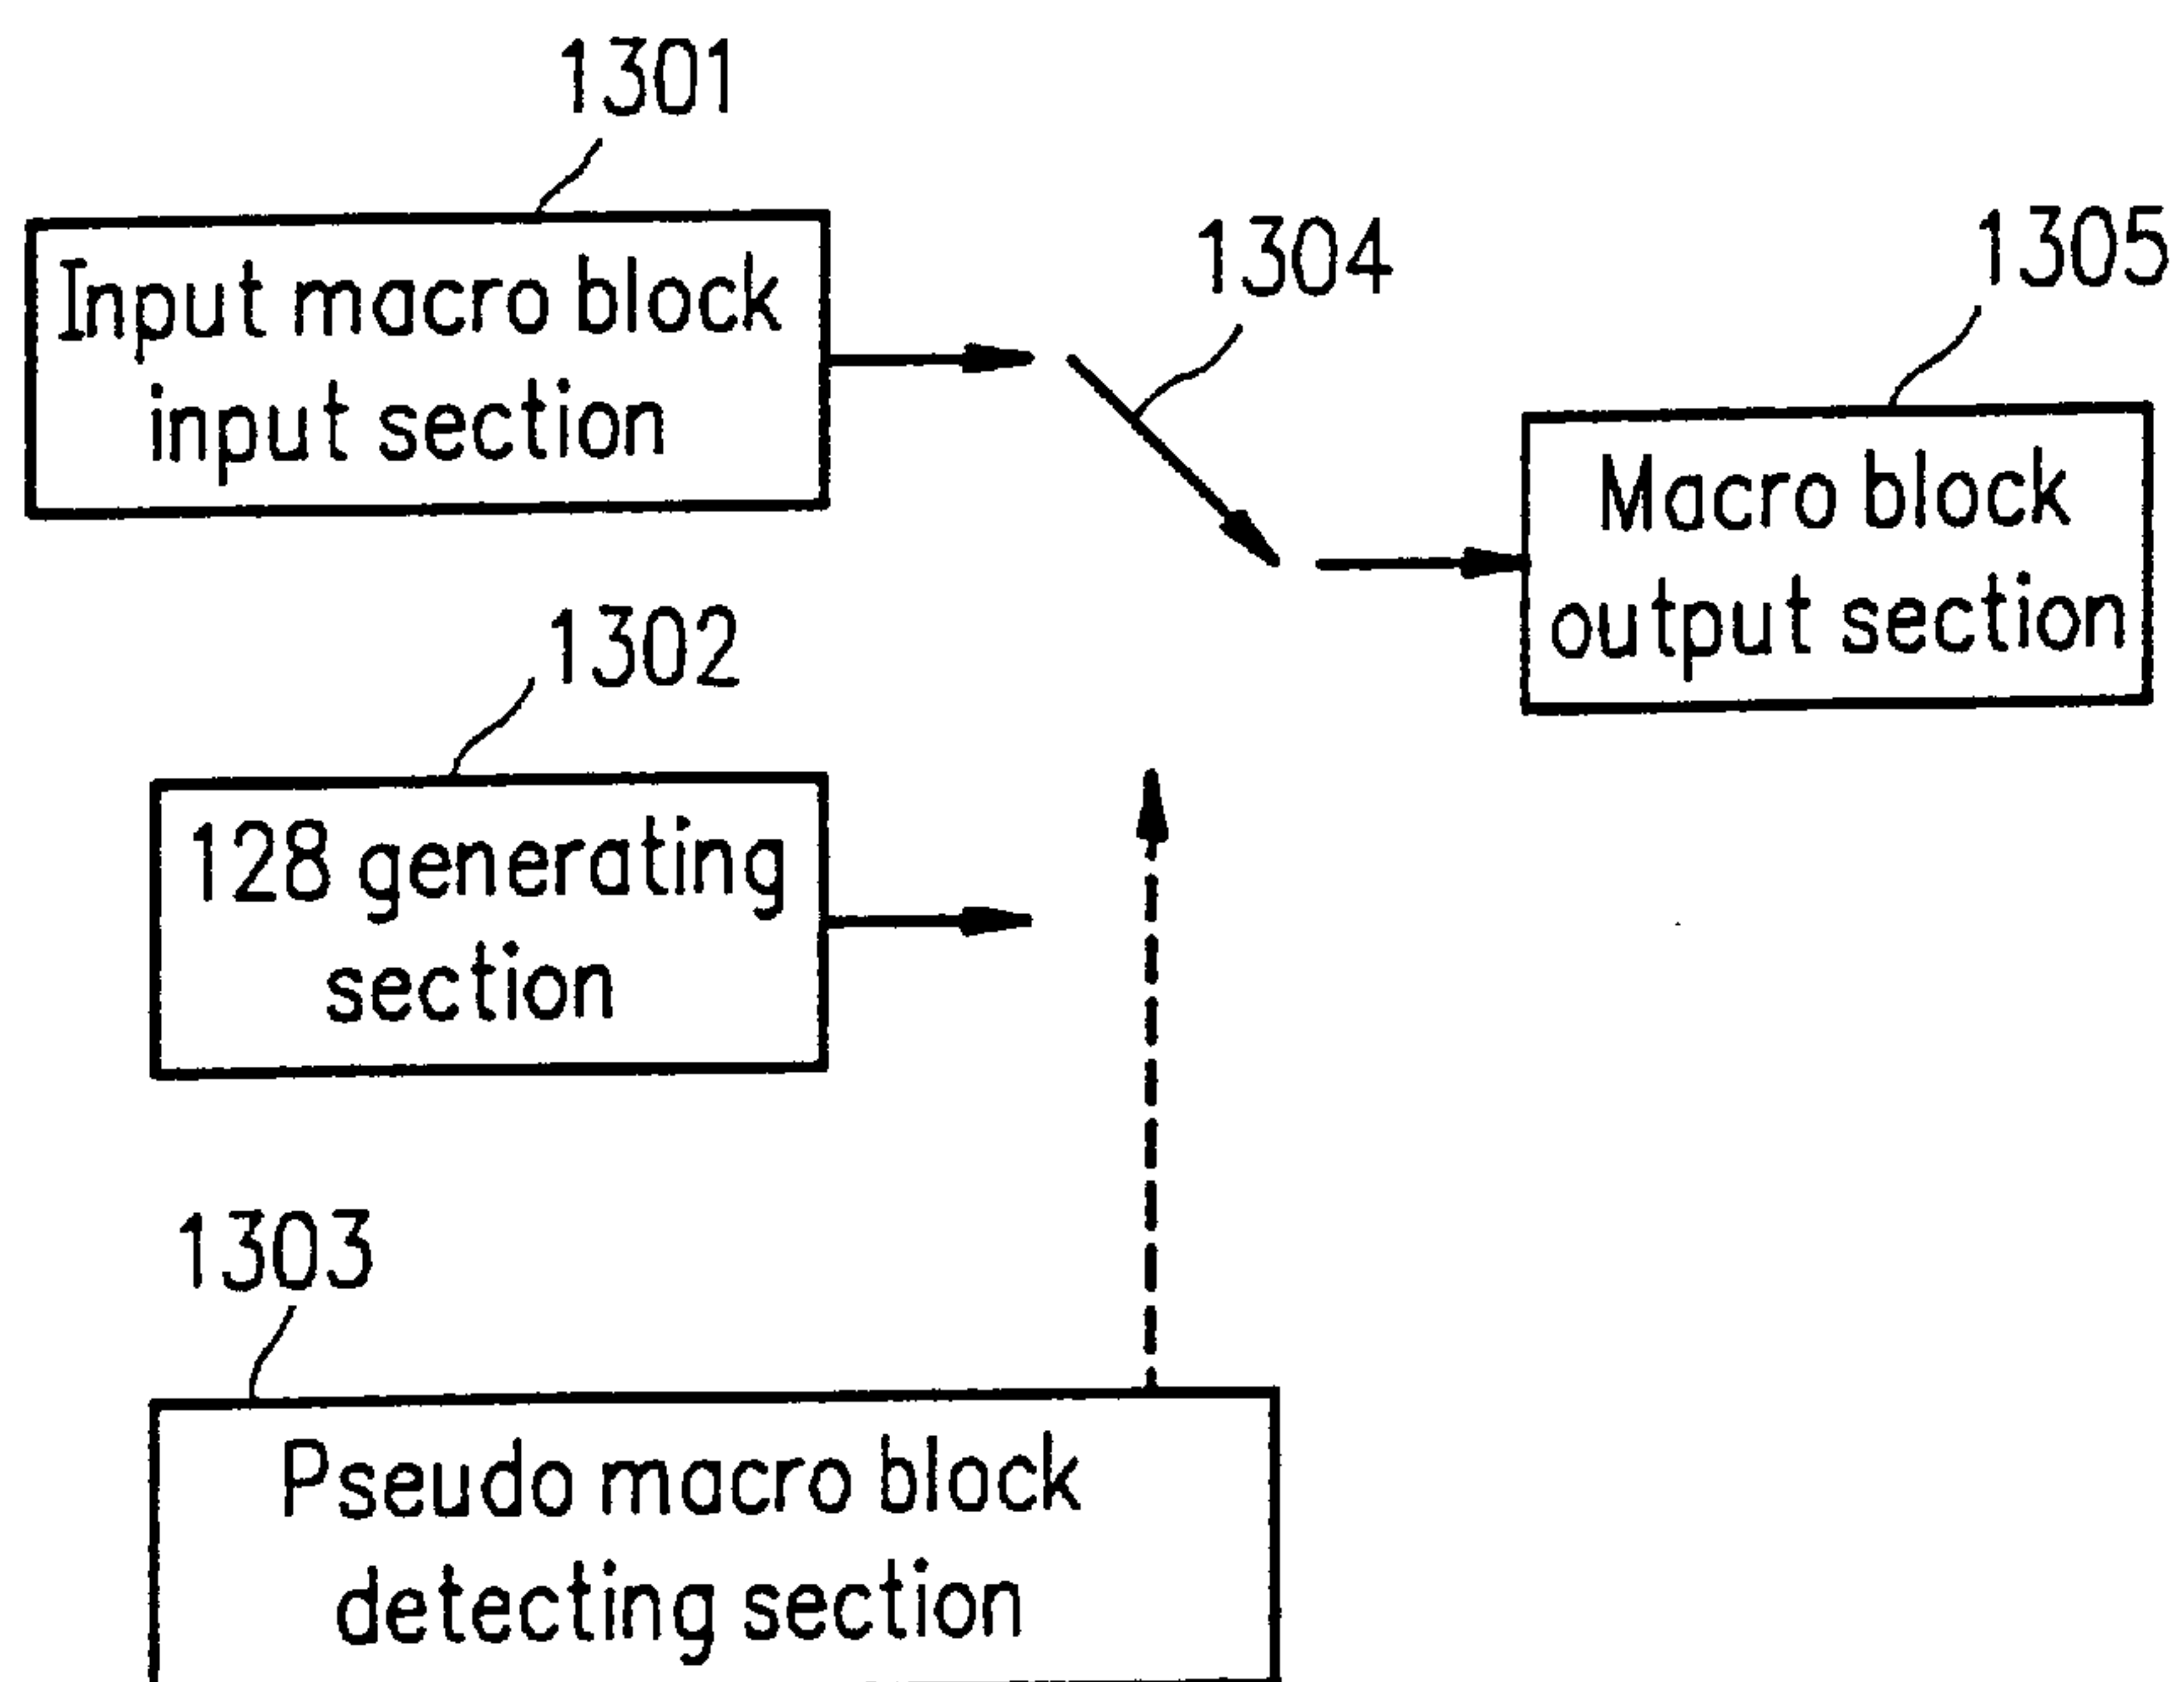 1301
Input macro block
input section
1304
1305
Macro block
output section
1302
128 generating
section
1303
Pseudo macro block
detecting section